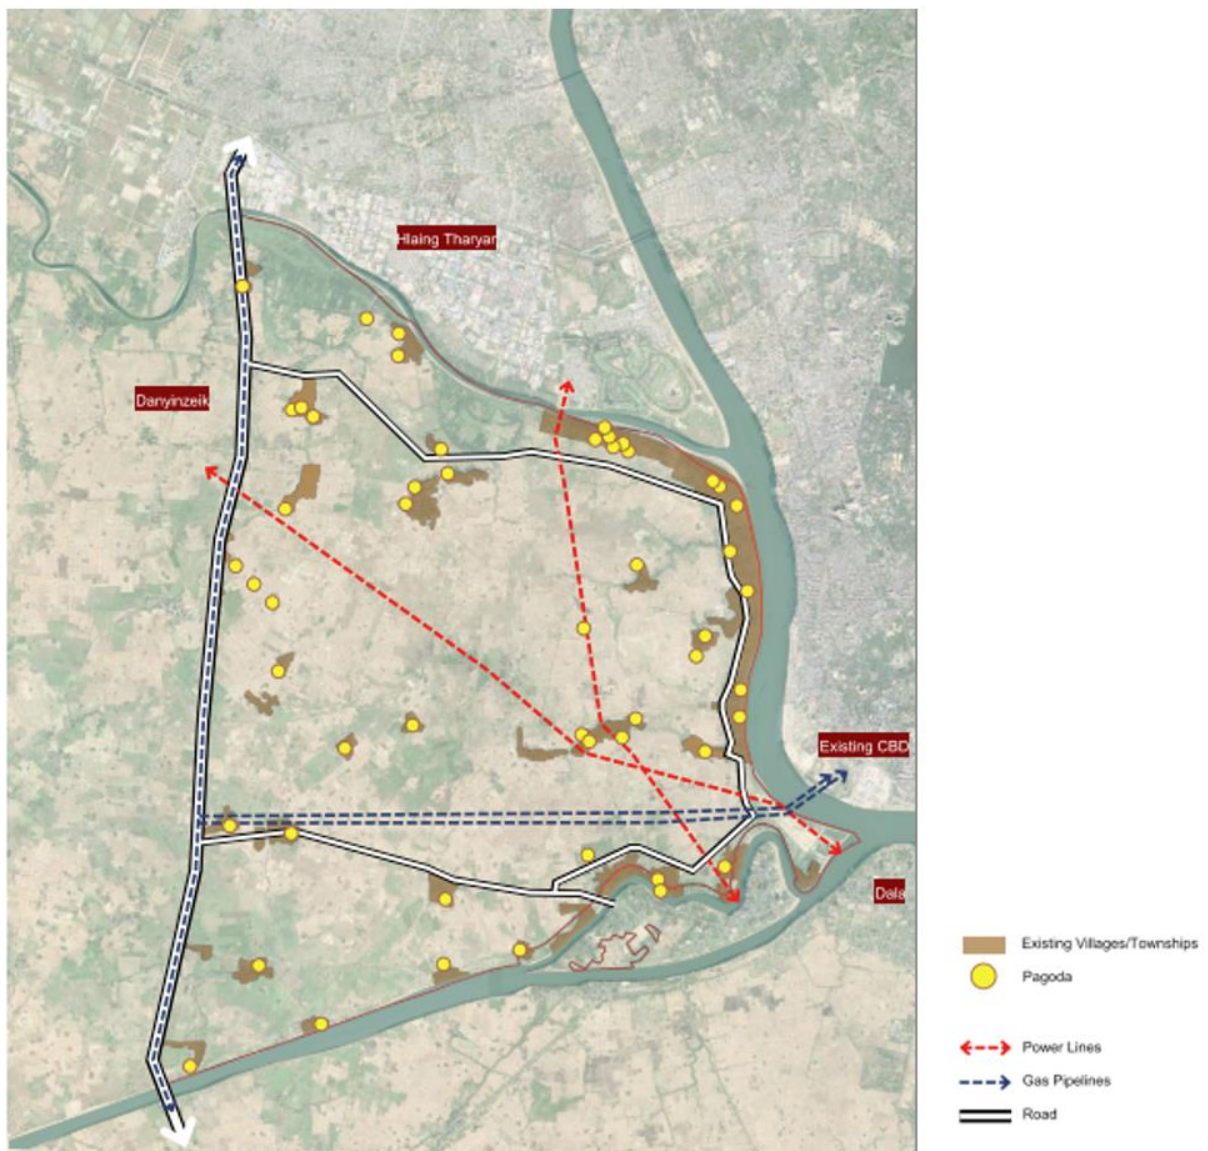 Hlaing Tharyar
Danyinzeik
Existing CBD
Dala
Existing Villages/Townships
Pagoda
Power Lines
Gas Pipelines
Road